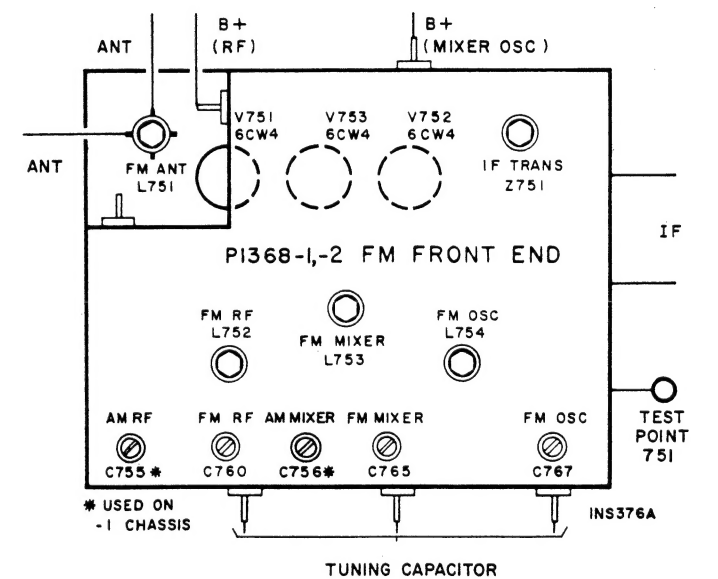 ANT
B+
(RF)
B+
(MIXER OSC)
ANT
FM ANT
L751
V751
6CW4
V753
6CW4
V752
6CW4
IF TRANS
Z751
IF
P1368-1,-2 FM FRONT END
FM RF
L752
FM MIXER
L753
FM OSC
L754
AM RF
C755*
FM RF
C760
AM MIXER
C756*
FM MIXER
C765
FM OSC
C767
TEST
POINT
751
* USED ON
-1 CHASSIS
INS376A
TUNING CAPACITOR